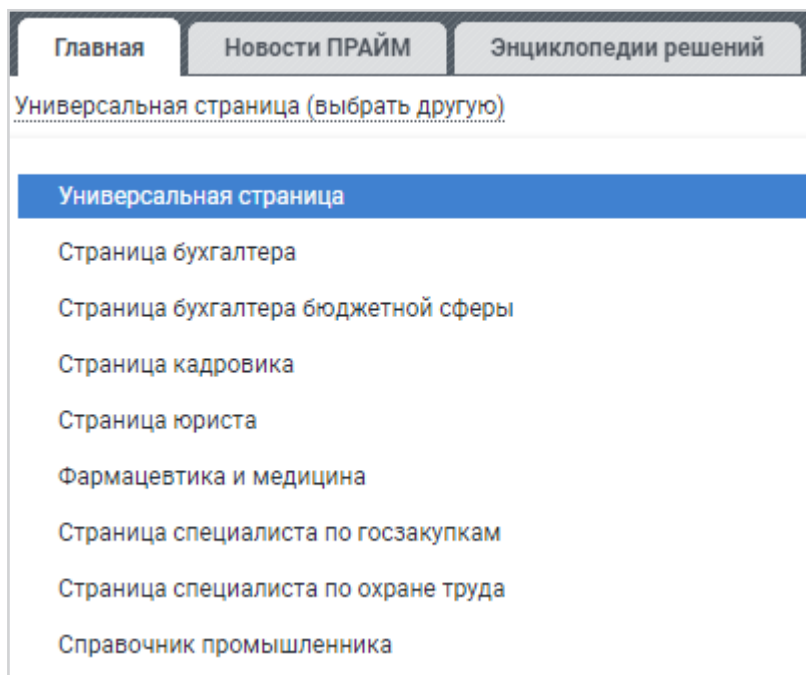 Главная Новости ПРАЙМ Энциклопедии решений
Универсальная страница (выбрать другую)
Универсальная страница
Страница бухгалтера
Страница бухгалтера бюджетной сферы
Страница кадровика
Страница юриста
Фармацевтика и медицина
Страница специалиста по госзакупкам
Страница специалиста по охране труда
Справочник промышленника